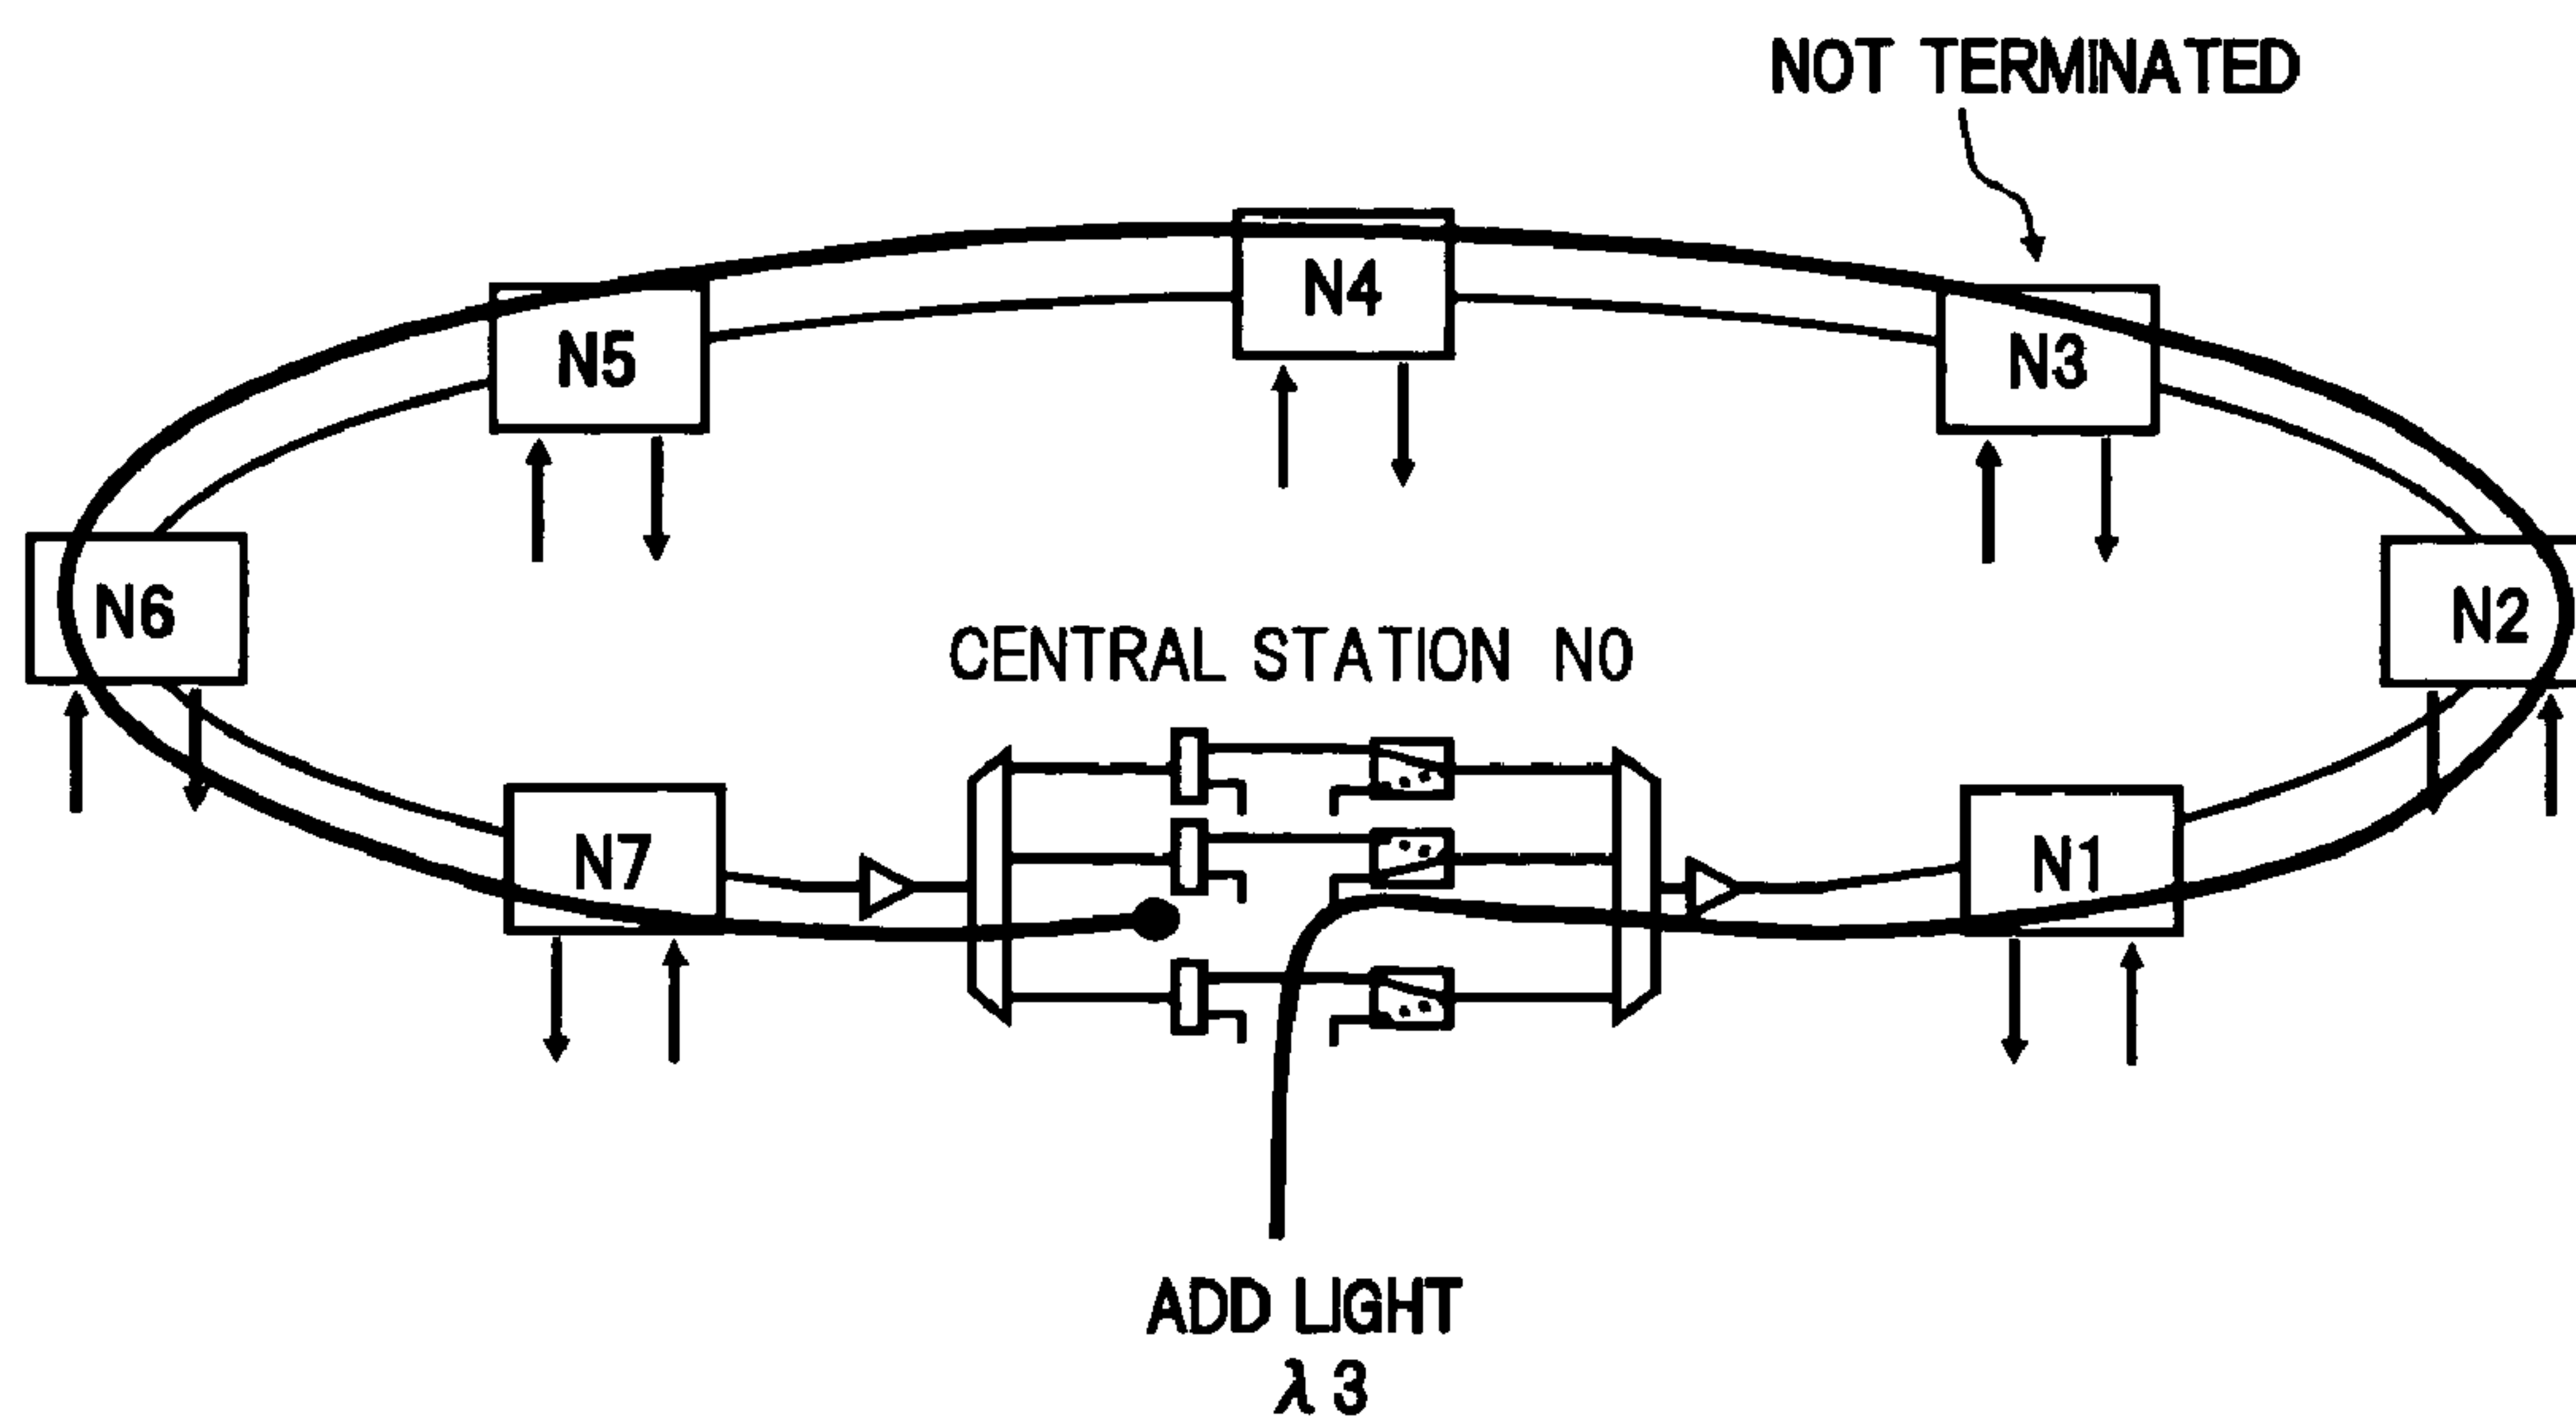 NOT TERMINATED
N4
N5
N3
N6
N2
CENTRAL STATION N0
N7
N1
ADD LIGHT
λ3